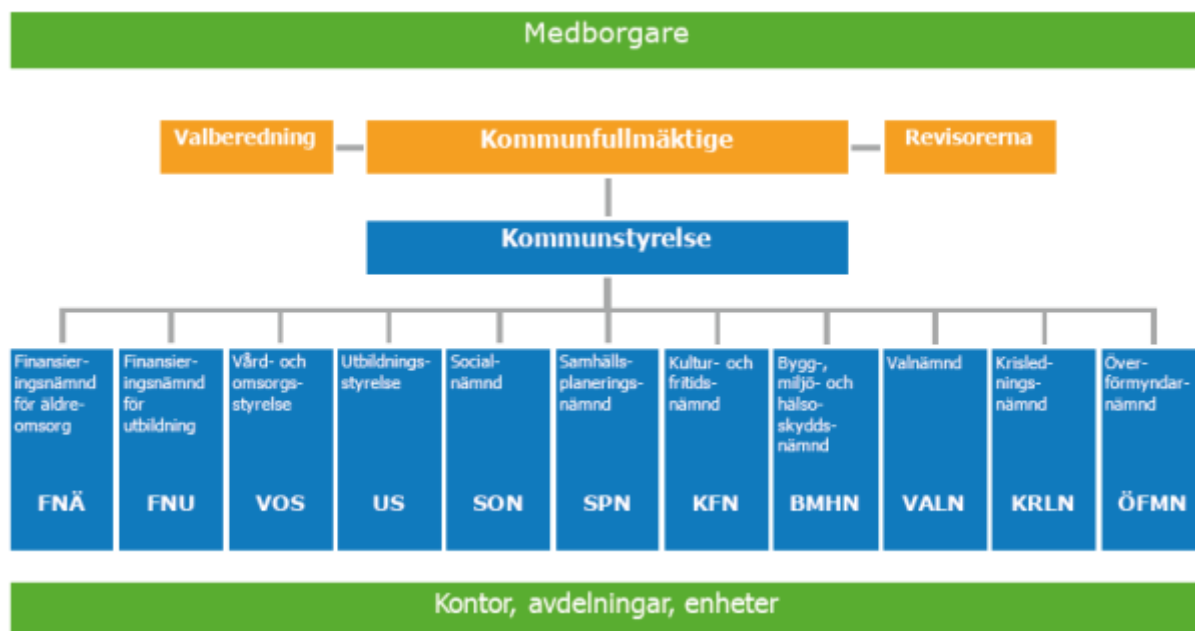 Medborgare
Valberedning
Kommunfullmäktige
Revisorerna
Kommunstyrelse
Finansier-
ingsnämnd
för äldre-
omsorg
FNÄ
Finansier-
ingsnämnd
för
utbildning
FNU
Vård- och
omsorgs-
styrelse
VOS
Utbildnings-
styrelse
US
Social-
nämnd
SON
Samhälls-
planerings-
nämnd
SPN
Kultur- och
fritids-
nämnd
KFN
Bygg-,
miljö- och
hälso-
skydds-
nämnd
BMHN
Valnämnd
VALN
Krisled-
nings-
nämnd
KRLN
Över-
förmyndar-
nämnd
ÖFMN
Kontor, avdelningar, enheter